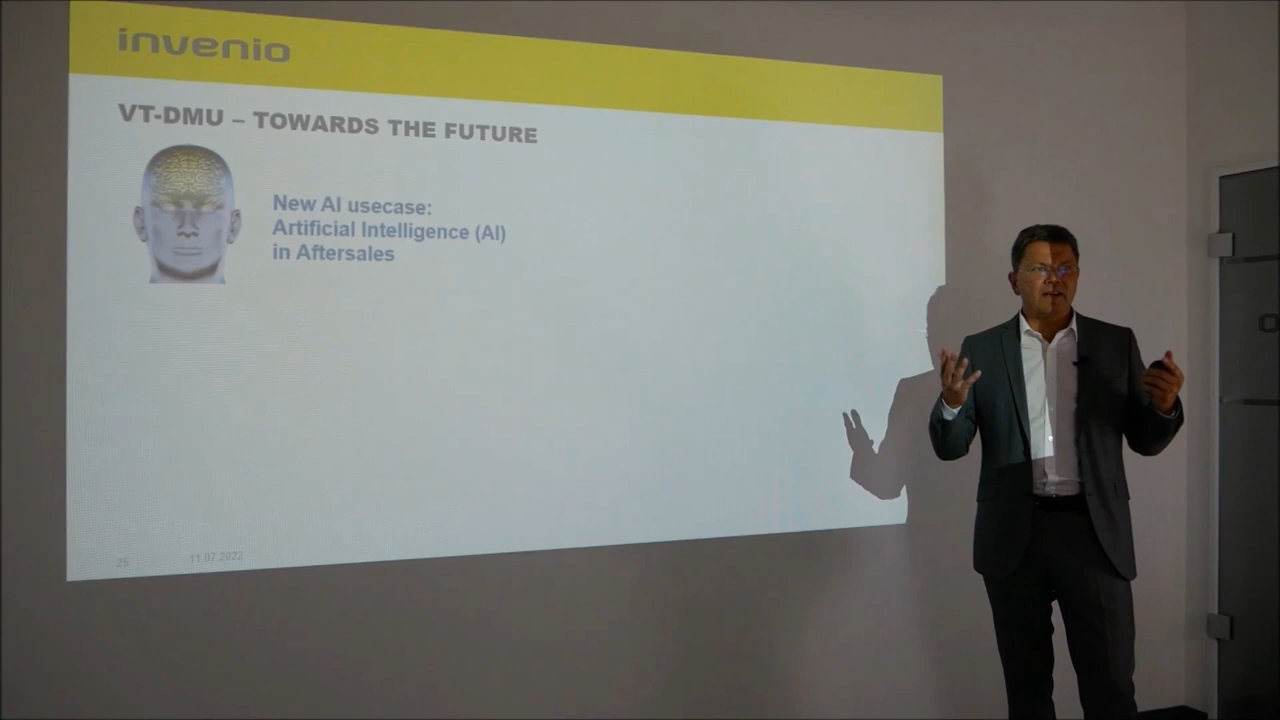 invenio
VT-DMU – TOWARDS THE FUTURE
New AI usecase:
Artificial Intelligence (AI)
in Aftersales
25 11.07.2022